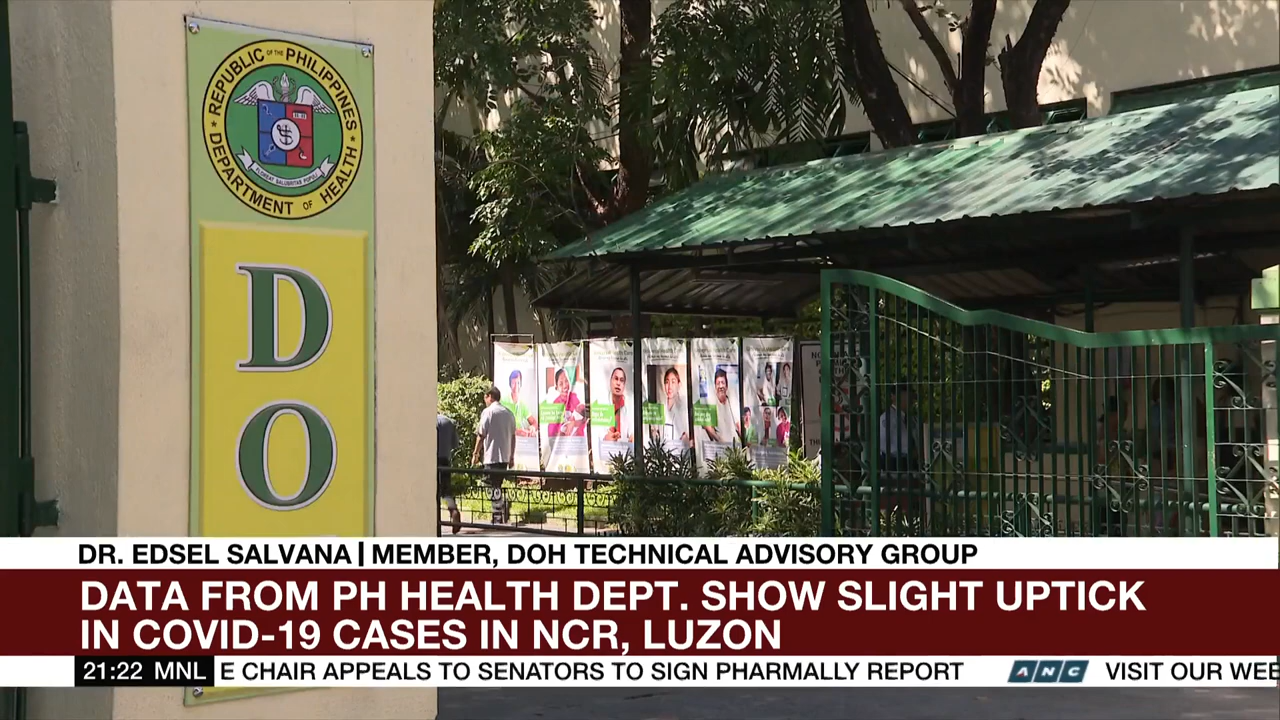 REPUBLIC OF THE PHILIPPINES
DEPARTMENT OF HEALTH
D
O
DR. EDSEL SALVANA | MEMBER, DOH TECHNICAL ADVISORY GROUP
DATA FROM PH HEALTH DEPT. SHOW SLIGHT UPTICK
IN COVID-19 CASES IN NCR, LUZON
21:22 MNL E CHAIR APPEALS TO SENATORS TO SIGN PHARMALLY REPORT ANC VISIT OUR WEE